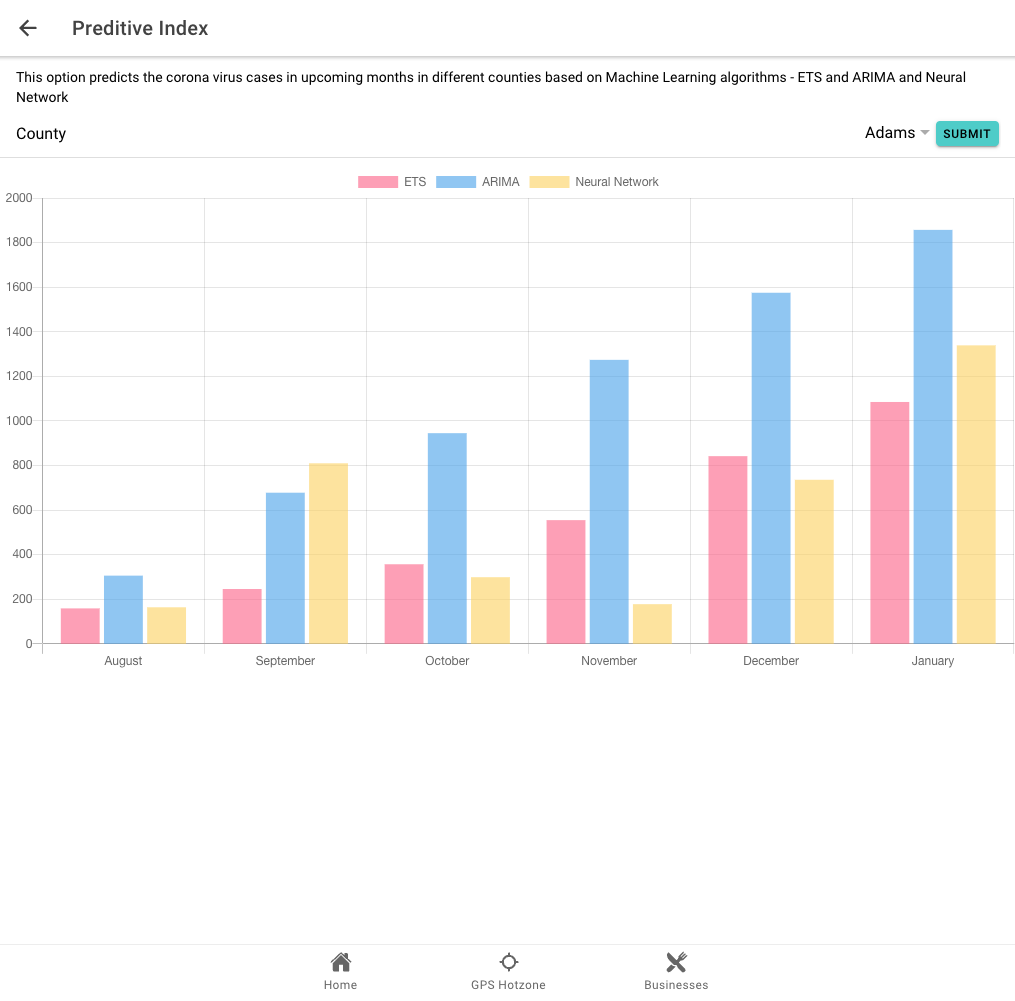 Preditive Index
This option predicts the corona virus cases in upcoming months in different counties based on Machine Learning algorithms - ETS and ARIMA and Neural
Network
County Adams SUBMIT
ETS ARIMA Neural Network
2000
1800
1600
1400
1200
1000
800
600
400
200
0
August September October November December January
Home GPS Hotzone Businesses